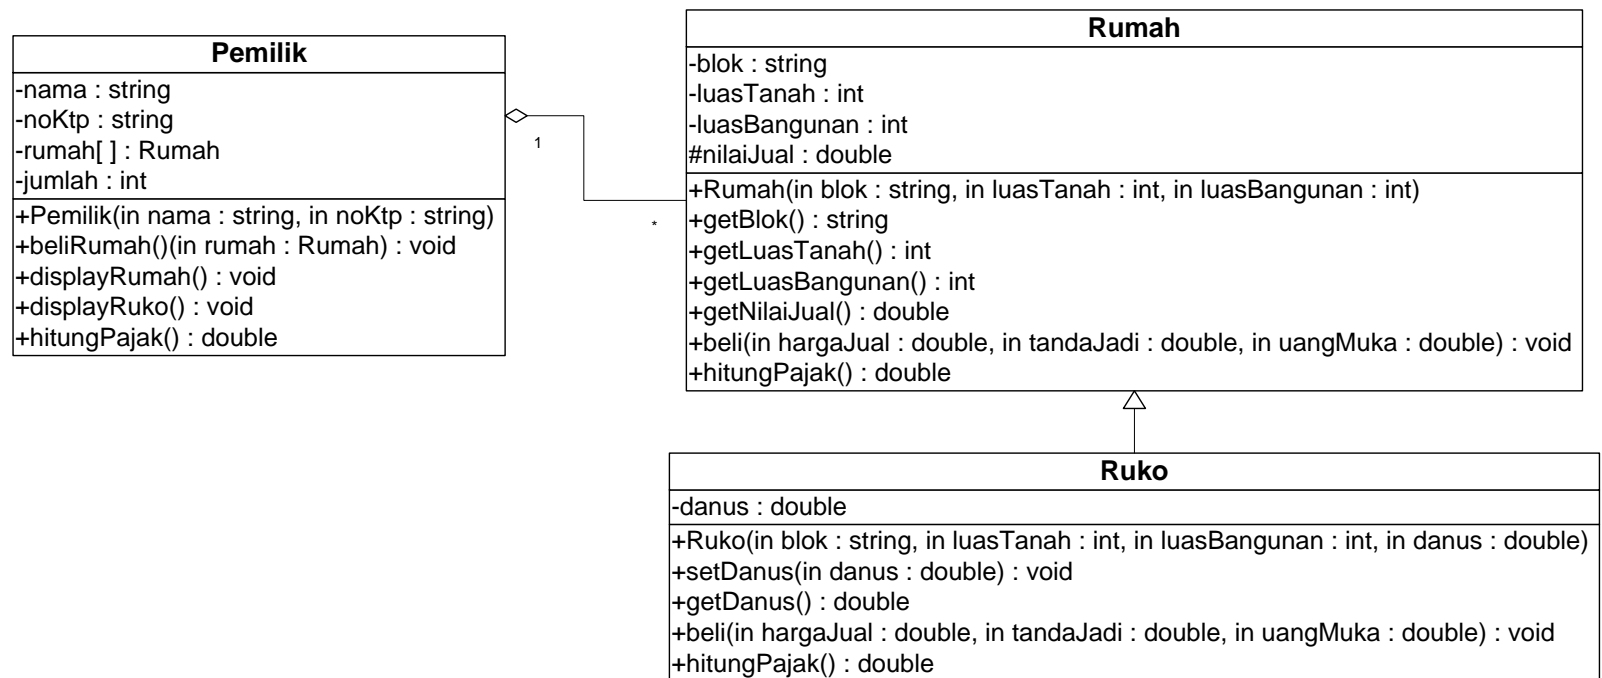 Pemilik
-nama : string
-noKtp : string
-rumah[ ] : Rumah
-jumlah : int
+Pemilik(in nama : string, in noKtp : string)
+beliRumah()(in rumah : Rumah) : void
+displayRumah() : void
+displayRuko() : void
+hitungPajak() : double
1
*
Rumah
-blok : string
-luasTanah : int
-luasBangunan : int
#nilaiJual : double
+Rumah(in blok : string, in luasTanah : int, in luasBangunan : int)
+getBlok() : string
+getLuasTanah() : int
+getLuasBangunan() : int
+getNilaiJual() : double
+beli(in hargaJual : double, in tandaJadi : double, in uangMuka : double) : void
+hitungPajak() : double
Ruko
-danus : double
+Ruko(in blok : string, in luasTanah : int, in luasBangunan : int, in danus : double)
+setDanus(in danus : double) : void
+getDanus() : double
+beli(in hargaJual : double, in tandaJadi : double, in uangMuka : double) : void
+hitungPajak() : double